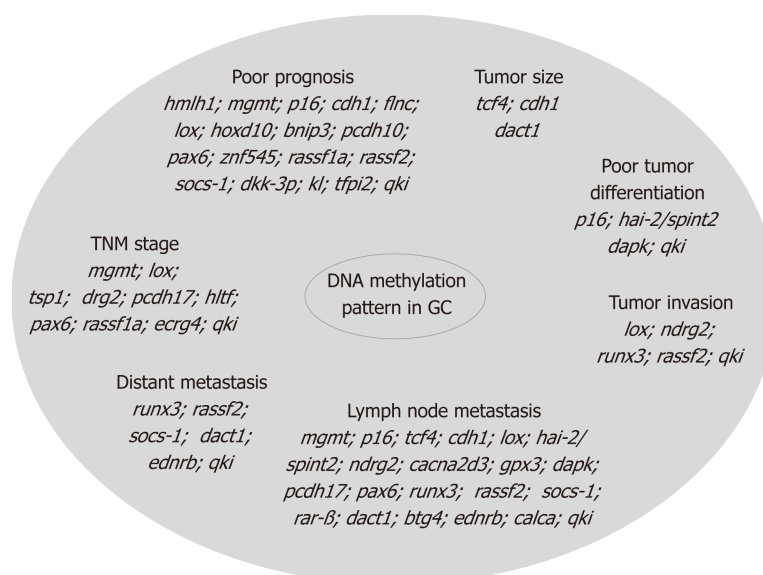 Poor prognosis
hmlh1; mgmt; p16; cdh1; flnc;
lox; hoxd10; bnip3; pcdh10;
pax6; znf545; rassf1a; rassf2;
socs-1; dkk-3p; kl; tfpi2; qki
Tumor size
tcf4; cdh1
dact1
Poor tumor
differentiation
p16; hai-2/spint2
dapk; qki
TNM stage
mgmt; lox;
tsp1; drg2; pcdh17; hltf;
pax6; rassf1a; ecrg4; qki
DNA methylation
pattern in GC
Tumor invasion
lox; ndrg2;
runx3; rassf2; qki
Distant metastasis
runx3; rassf2;
socs-1; dact1;
ednrb; qki
Lymph node metastasis
mgmt; p16; tcf4; cdh1; lox; hai-2/
spint2; ndrg2; cacna2d3; gpx3; dapk;
pcdh17; pax6; runx3; rassf2; socs-1;
rar-ß; dact1; btg4; ednrb; calca; qki